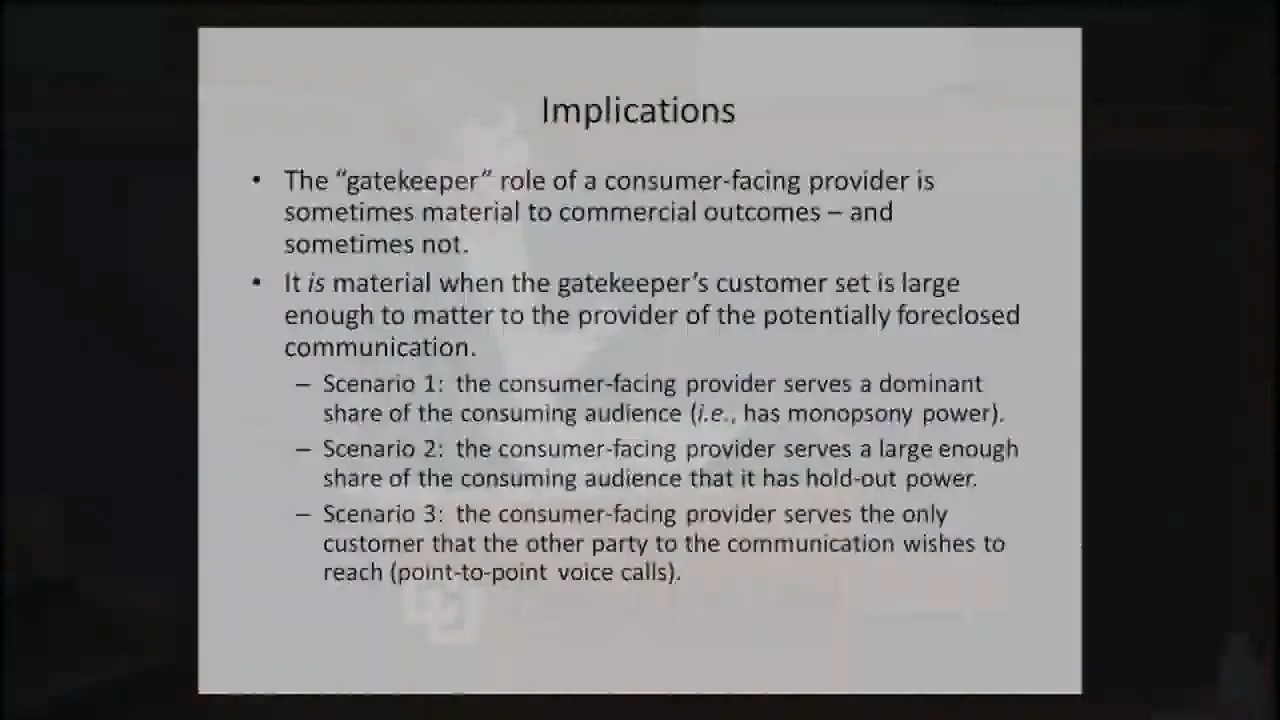 Implications
• The “gatekeeper” role of a consumer-facing provider is
sometimes material to commercial outcomes – and
sometimes not.
• It is material when the gatekeeper’s customer set is large
enough to matter to the provider of the potentially foreclosed
communication.
– Scenario 1: the consumer-facing provider serves a dominant
share of the consuming audience (i.e., has monopsony power).
– Scenario 2: the consumer-facing provider serves a large enough
share of the consuming audience that it has hold-out power.
– Scenario 3: the consumer-facing provider serves the only
customer that the other party to the communication wishes to
reach (point-to-point voice calls).